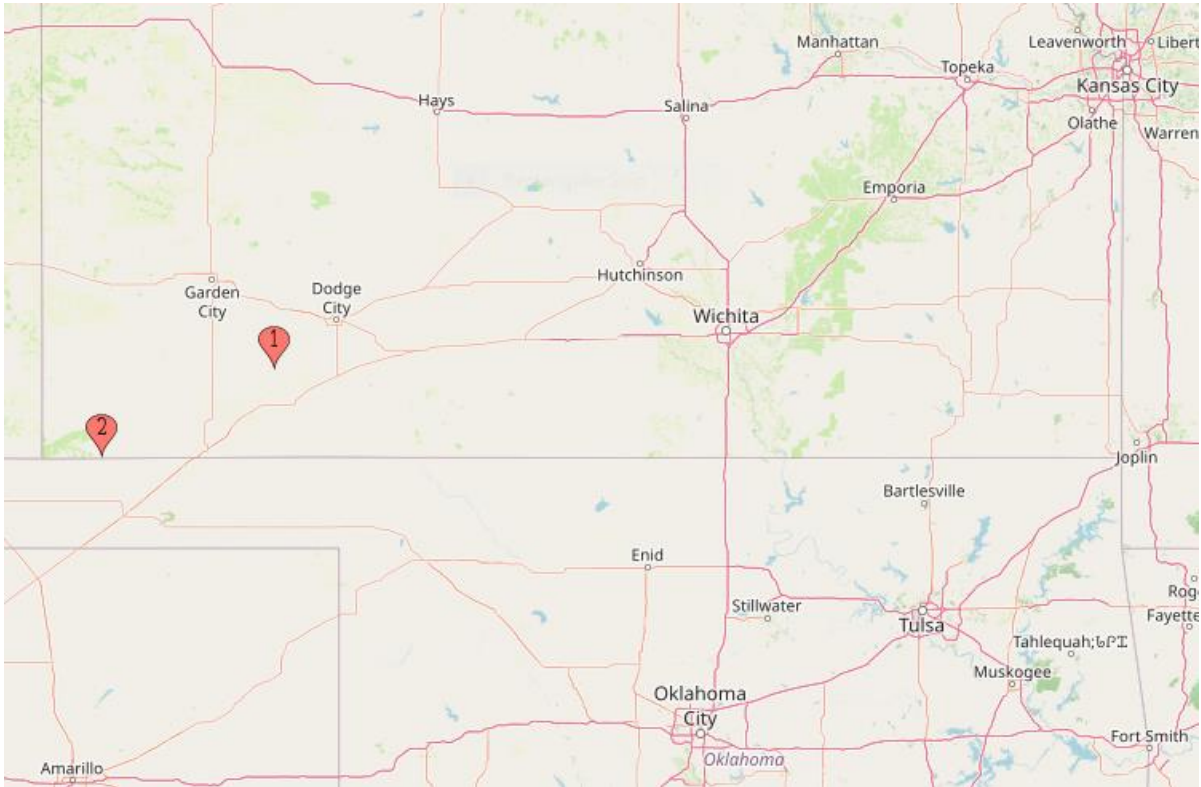 Manhattan
Leavenworth
Libert
Topeka
Kansas City
Hays
Salina
Olathe
Warren
Emporia
Hutchinson
Garden
City
Dodge
City
Wichita
1
2
Joplin
Bartlesville
Enid
Stillwater
Tulsa
Roge
Fayette
Tahlequah;ᏓᎵᏆ
Muskogee
Oklahoma
City
Oklahoma
Fort Smith
Amarillo